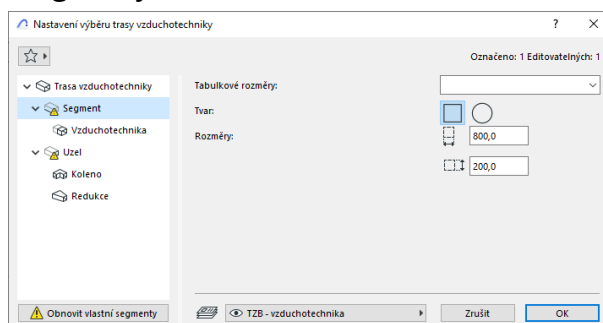 Nastavení výběru trasy vzduchotechniky
?
Označeno: 1 Editovatelných: 1
Trasa vzduchotechniky
Segment
Vzduchotechnika
Uzel
Koleno
Redukce
Tabulkové rozměry:
Tvar:
Rozměry:
800,0
200,0
Obnovit vlastní segmenty
TZB - vzduchotechnika
Zrušit
OK